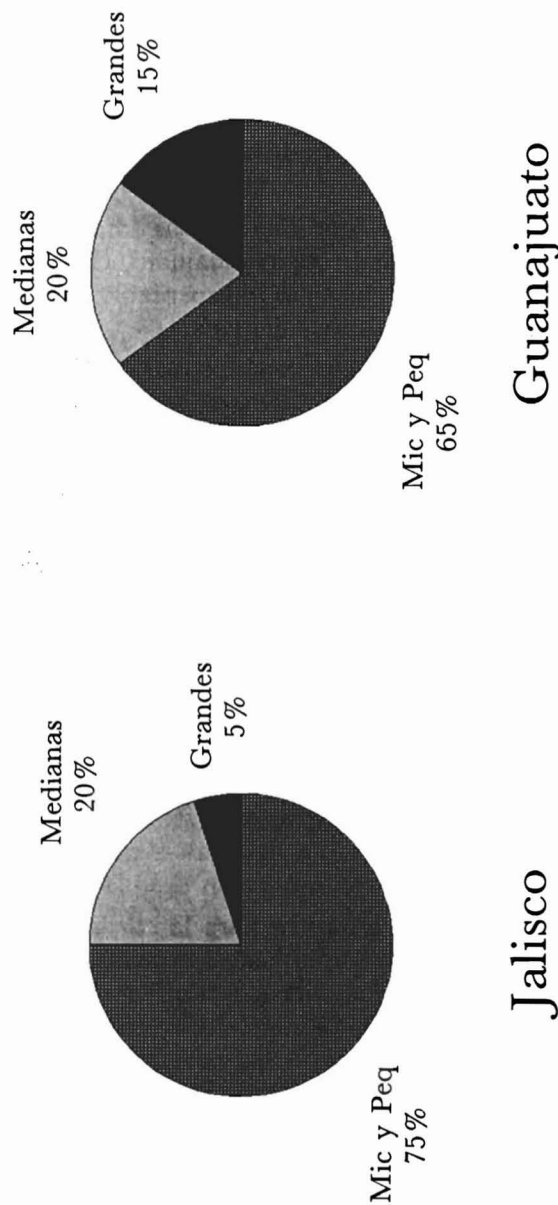 Medianas
20%
Grandes
5%
Mic y Peq
75%
Jalisco
Medianas
20%
Grandes
15%
Mic y Peq
65%
Guanajuato